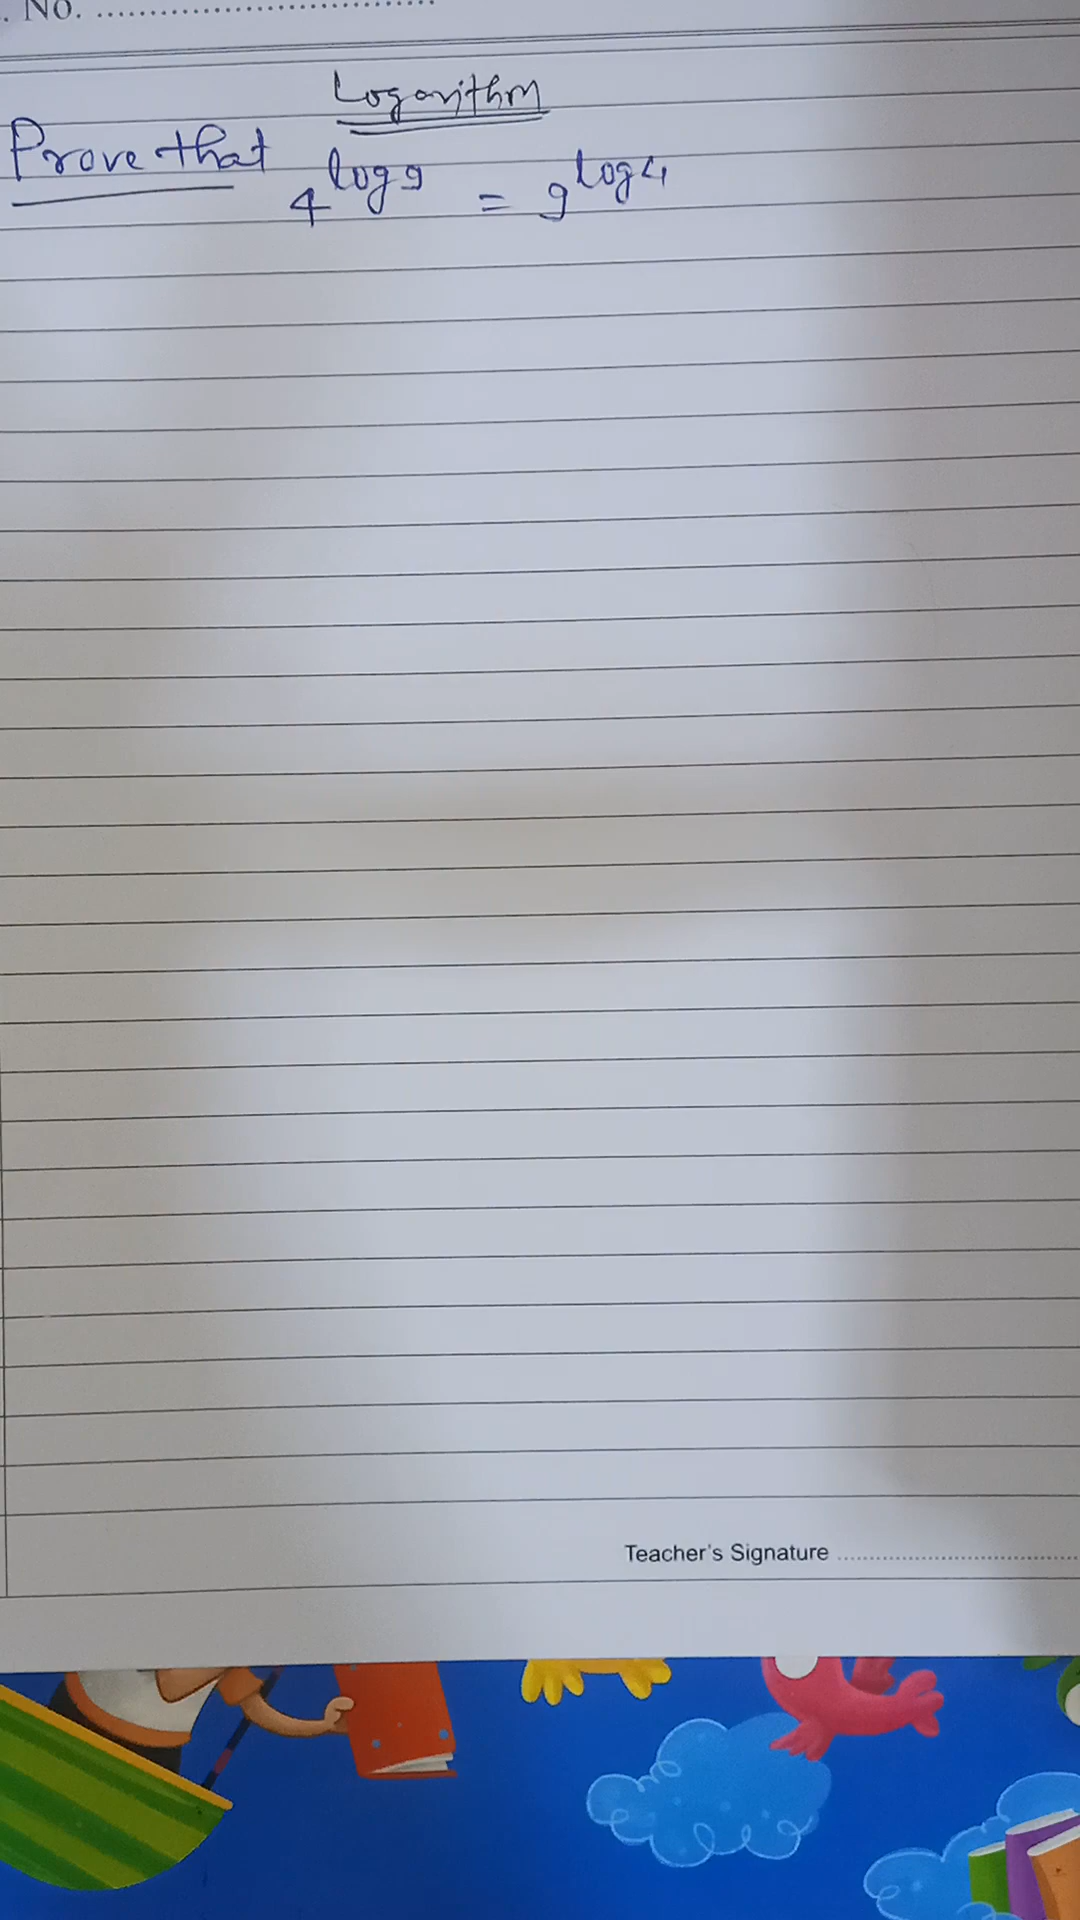 . No. ................................
Logarithm
Prove that 4^log9 = 9^log4
Teacher's Signature ................................